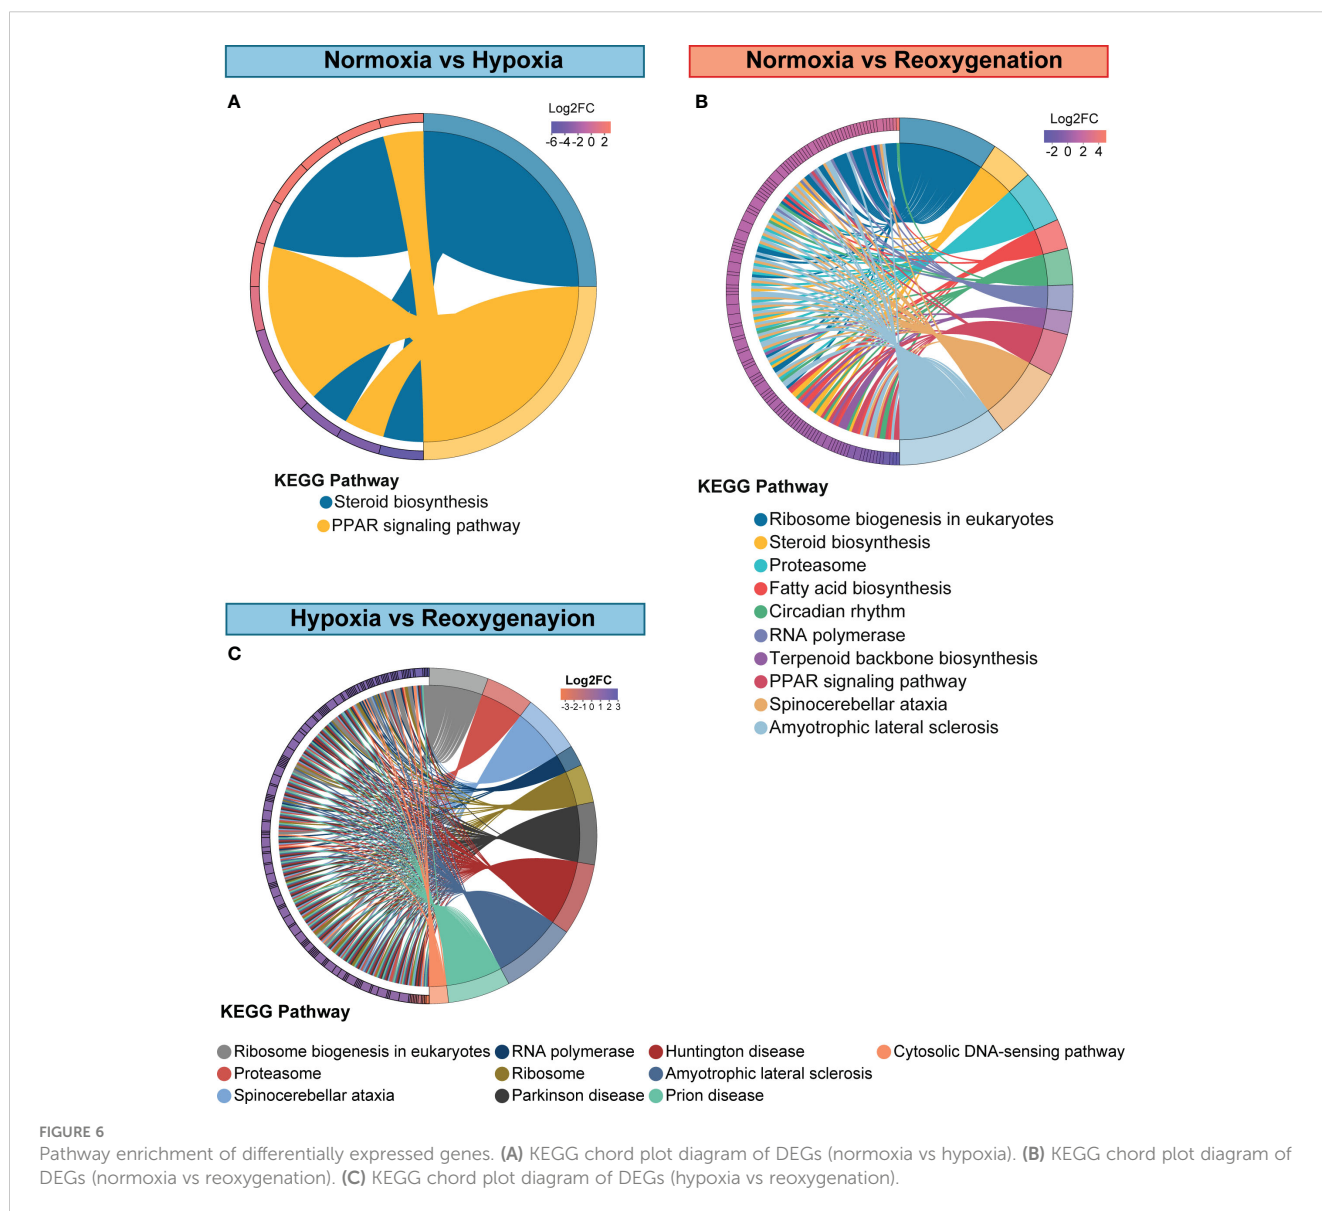 Normoxia vs Hypoxia
A
Log2FC
-6-4-2 0 2
KEGG Pathway
Steroid biosynthesis
PPAR signaling pathway
Normoxia vs Reoxygenation
B
Log2FC
-2 0 2 4
KEGG Pathway
Ribosome biogenesis in eukaryotes
Steroid biosynthesis
Proteasome
Fatty acid biosynthesis
Circadian rhythm
RNA polymerase
Terpenoid backbone biosynthesis
PPAR signaling pathway
Spinocerebellar ataxia
Amyotrophic lateral sclerosis
Hypoxia vs Reoxygenayion
C
Log2FC
-3-2-1 0 1 2 3
KEGG Pathway
Ribosome biogenesis in eukaryotes RNA polymerase Huntington disease Cytosolic DNA-sensing pathway
Proteasome Ribosome Amyotrophic lateral sclerosis
Spinocerebellar ataxia Parkinson disease Prion disease
FIGURE 6
Pathway enrichment of differentially expressed genes. (A) KEGG chord plot diagram of DEGs (normoxia vs hypoxia). (B) KEGG chord plot diagram of
DEGs (normoxia vs reoxygenation). (C) KEGG chord plot diagram of DEGs (hypoxia vs reoxygenation).